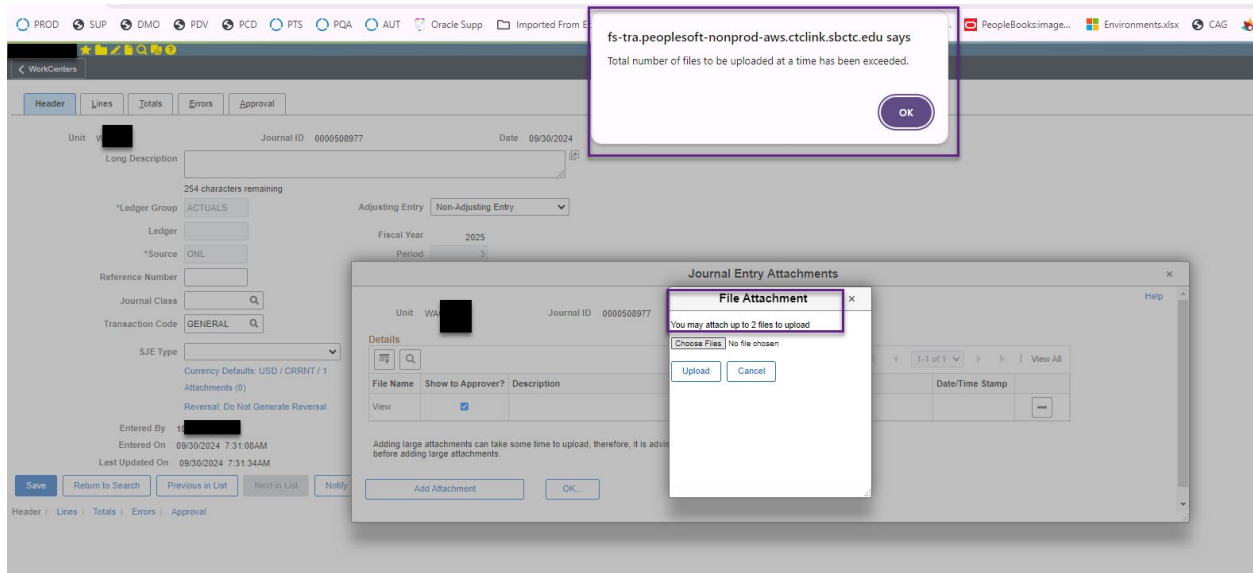 PROD SUP DMO PDV PCD PTS PQA AUT Oracle Supp Imported From PeopleBooks:image... Environments.xlsx CAG
fs-tra.peoplesoft-nonprod-aws.ctclink.sbctc.edu says
Total number of files to be uploaded at a time has been exceeded.
OK
WorkCenters
Header Lines Totals Errors Approval
Unit Journal ID 0000508977 Date 09/30/2024
Long Description
254 characters remaining
*Ledger Group ACTUALS Adjusting Entry Non-Adjusting Entry
Ledger Fiscal Year 2025
*Source ONL Period 3
Reference Number
Journal Class
Transaction Code GENERAL
SJE Type
Currency Defaults: USD / CRRNT / 1
Attachments (0)
Reversal: Do Not Generate Reversal
Entered By
Entered On 09/30/2024 7:31:08AM
Last Updated On 09/30/2024 7:31:34AM
Save Return to Search Previous in List Next in List Notify
Header | Lines | Totals | Errors | Approval
Journal Entry Attachments
Help
Unit Journal ID 0000508977
Details
1-1 of 1 View All
File Name Show to Approver? Description Date/Time Stamp
View
Adding large attachments can take some time to upload, therefore, it is advis
before adding large attachments.
Add Attachment OK...
File Attachment
You may attach up to 2 files to upload
Choose Files No file chosen
Upload Cancel